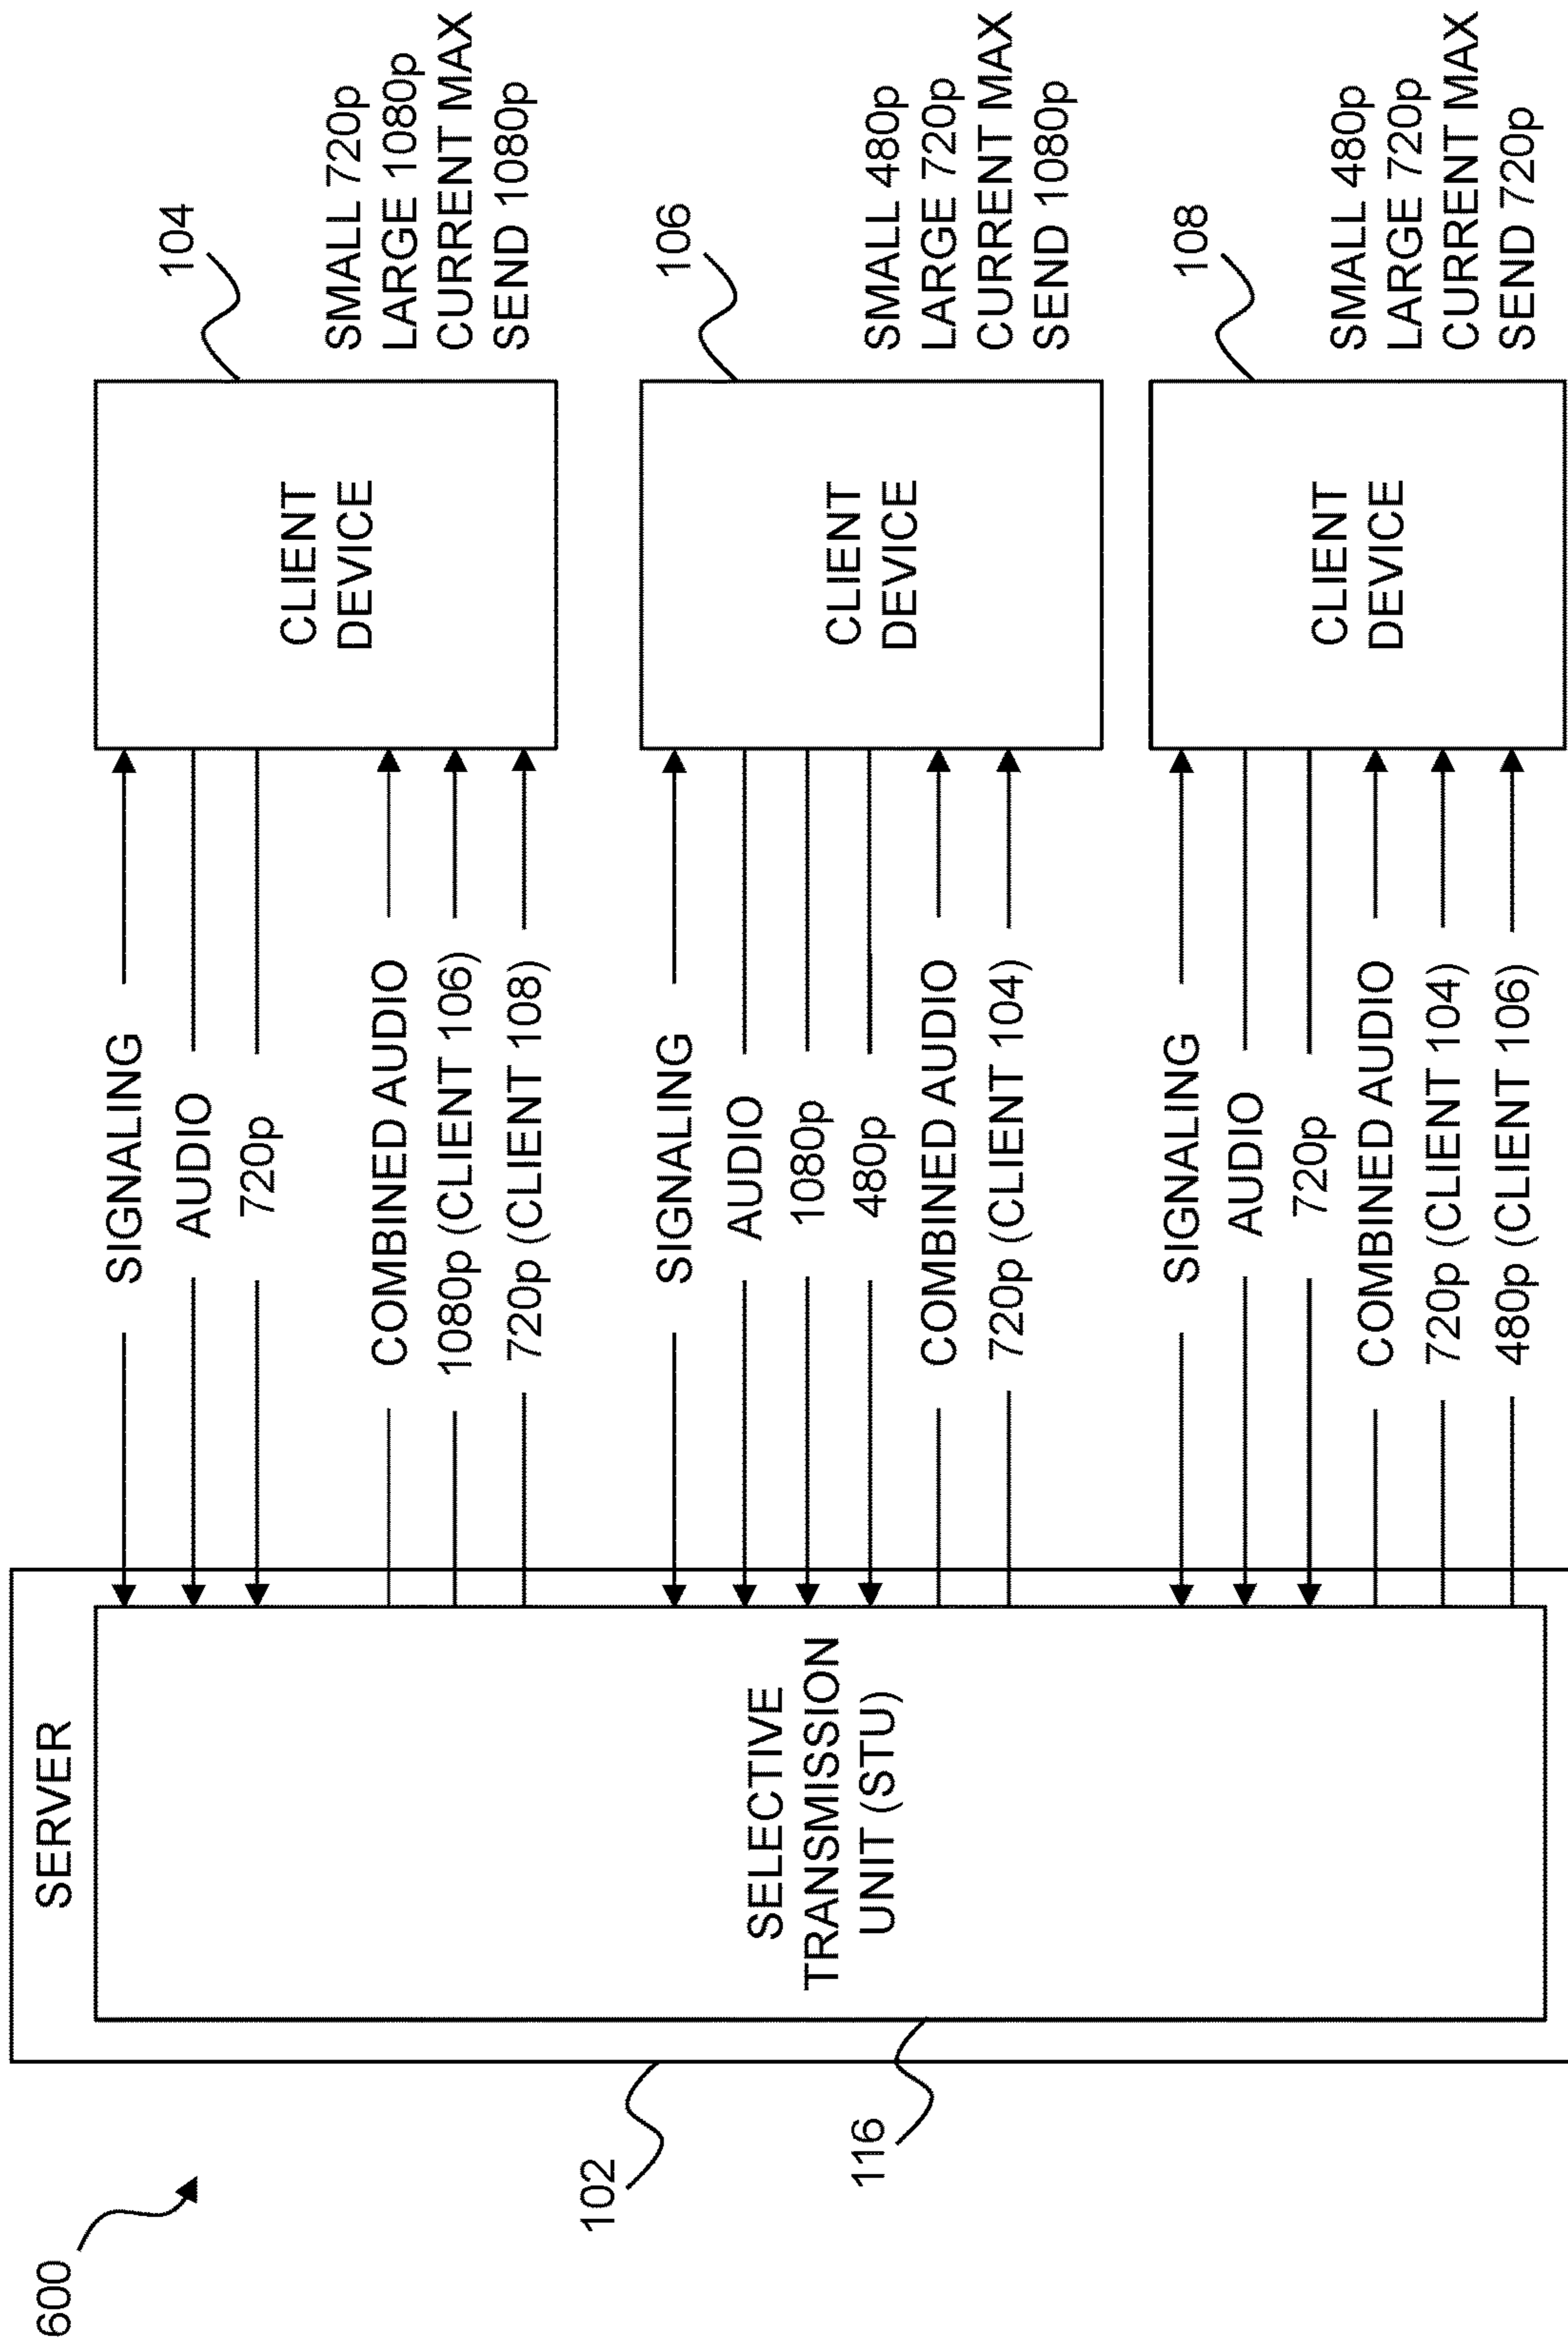 600
102
116
SERVER
SELECTIVE
TRANSMISSION
UNIT (STU)
SIGNALING
AUDIO
720p
COMBINED AUDIO
1080p (CLIENT 106)
720p (CLIENT 108)
CLIENT
DEVICE
104
SMALL 720p
LARGE 1080p
CURRENT MAX
SEND 1080p
SIGNALING
AUDIO
1080p
480p
COMBINED AUDIO
720p (CLIENT 104)
CLIENT
DEVICE
106
SMALL 480p
LARGE 720p
CURRENT MAX
SEND 1080p
SIGNALING
AUDIO
720p
COMBINED AUDIO
720p (CLIENT 104)
480p (CLIENT 106)
CLIENT
DEVICE
108
SMALL 480p
LARGE 720p
CURRENT MAX
SEND 720p